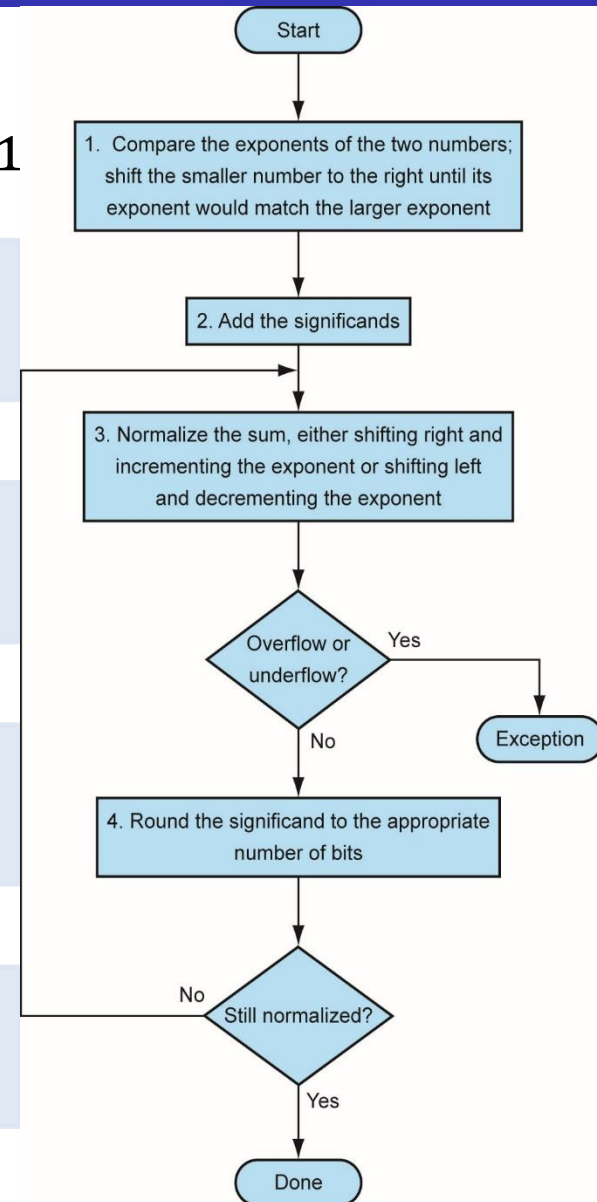 Start
1
1. Compare the exponents of the two numbers;
shift the smaller number to the right until its
exponent would match the larger exponent
2. Add the significands
3. Normalize the sum, either shifting right and
incrementing the exponent or shifting left
and decrementing the exponent
Overflow or
underflow?
Yes
No
Exception
4. Round the significand to the appropriate
number of bits
No
Still normalized?
Yes
Done